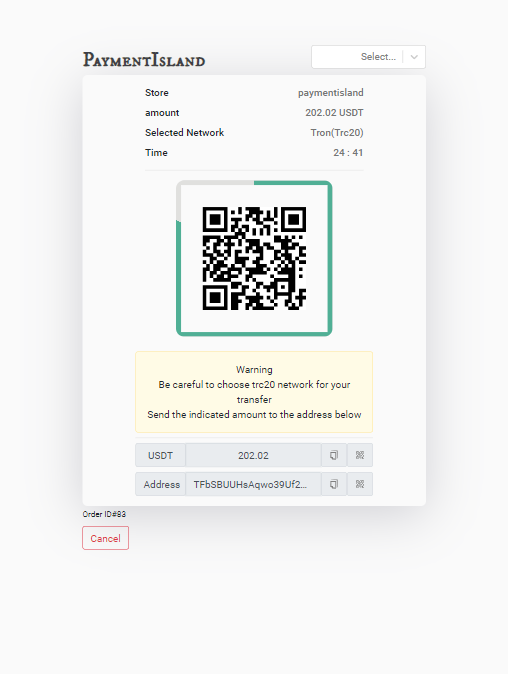 PaymentIsland
Select...
Store paymentisland
amount 202.02 USDT
Selected Network Tron(Trc20)
Time 24 : 41
Warning
Be careful to choose trc20 network for your
transfer
Send the indicated amount to the address below
USDT 202.02
Address TFbSBUUHsAqwo39Uf2...
Order ID#83
Cancel